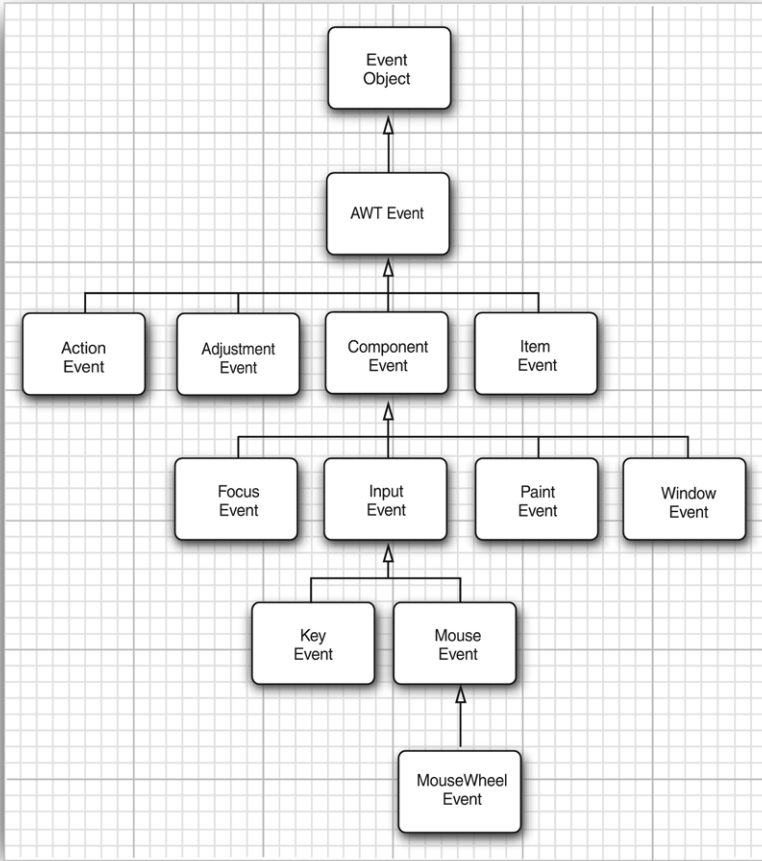 Event
Object
AWT Event
Action
Event
Adjustment
Event
Component
Event
Item
Event
Focus
Event
Input
Event
Paint
Event
Window
Event
Key
Event
Mouse
Event
MouseWheel
Event